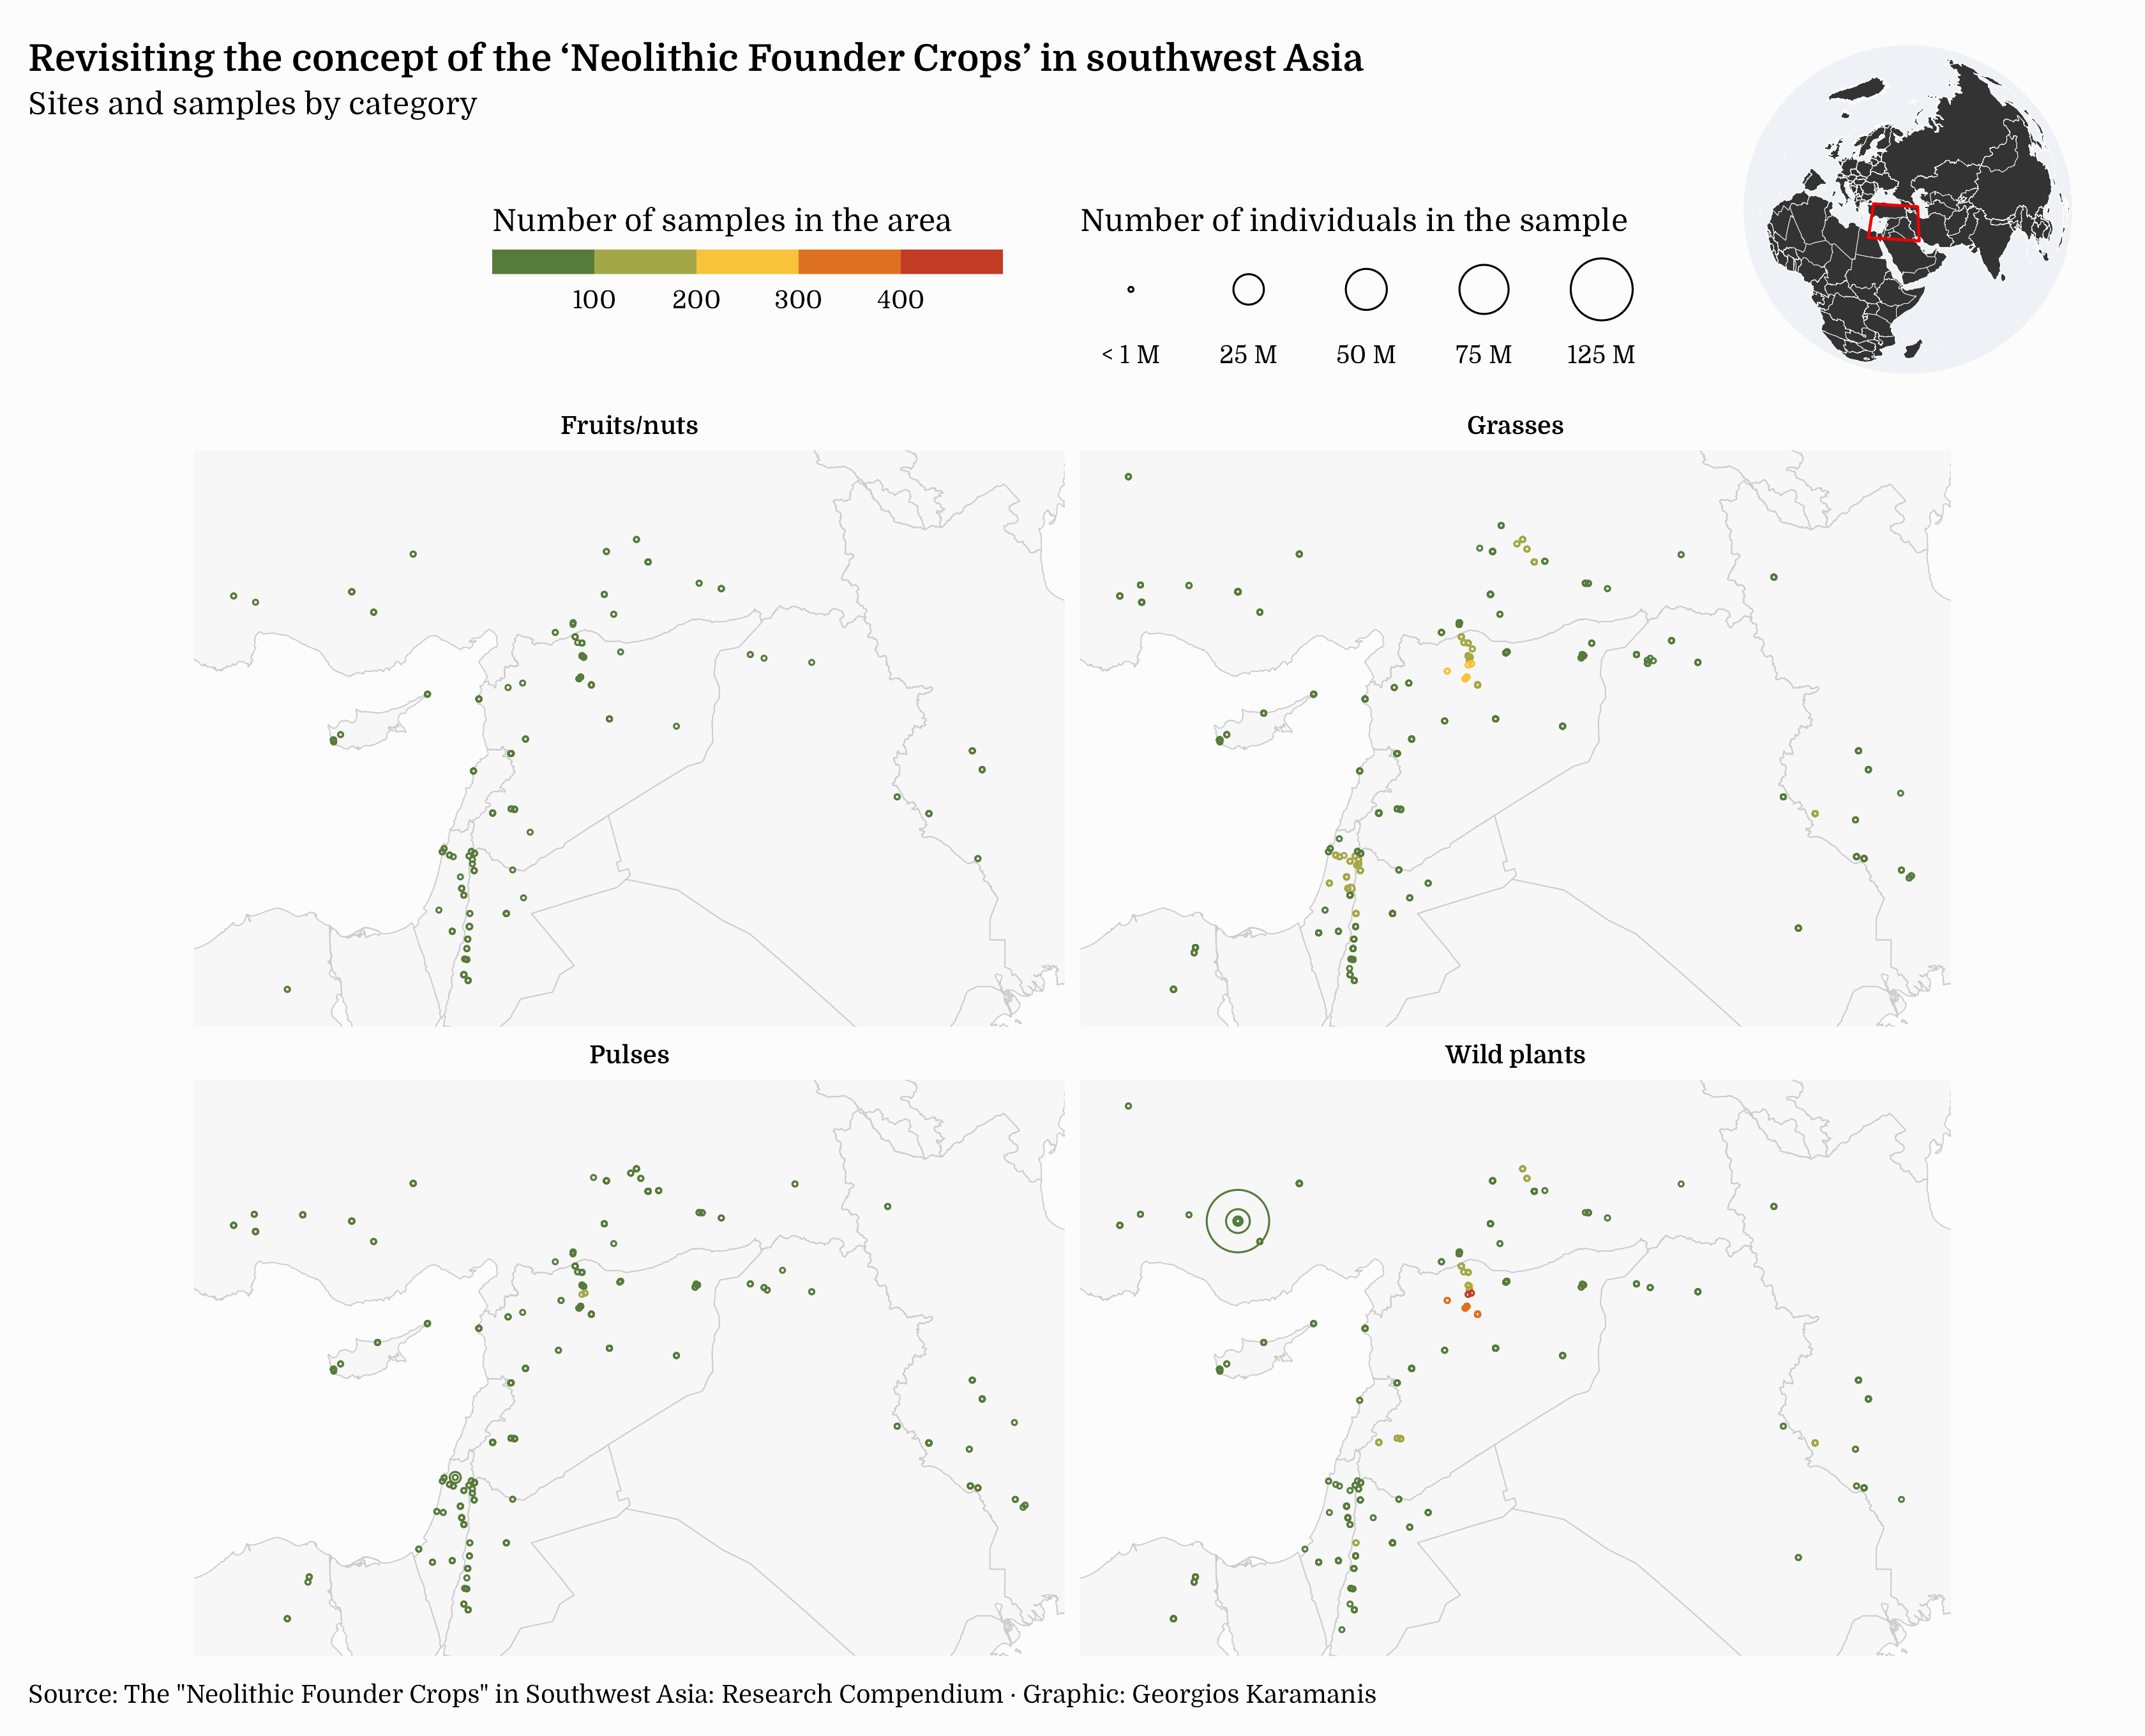 Revisiting the concept of the ‘Neolithic Founder Crops’ in southwest Asia
Sites and samples by category
Number of samples in the area
100 200 300 400
Number of individuals in the sample
< 1 M 25 M 50 M 75 M 125 M
Fruits/nuts
Grasses
Pulses
Wild plants
Source: The "Neolithic Founder Crops" in Southwest Asia: Research Compendium · Graphic: Georgios Karamanis